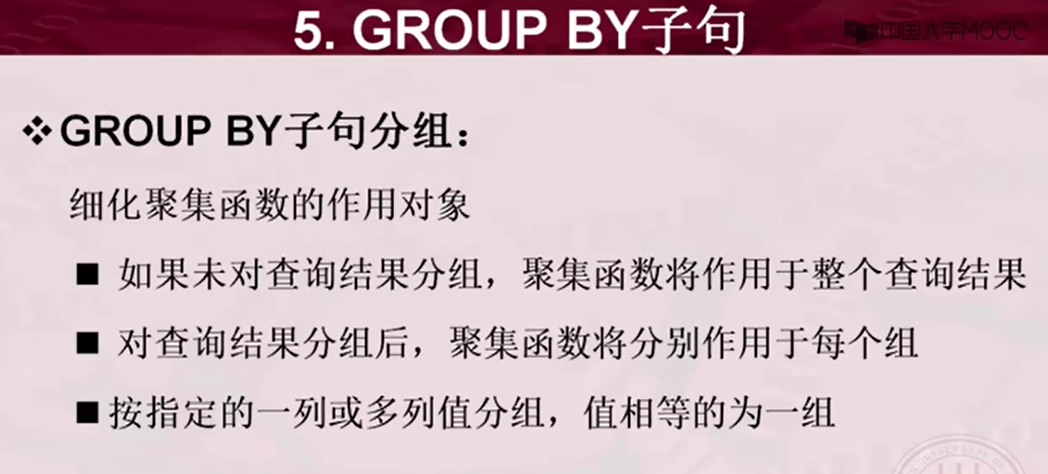 5. GROUP BY子句
中国大学MOOC
❖GROUP BY子句分组：
细化聚集函数的作用对象
■ 如果未对查询结果分组，聚集函数将作用于整个查询结果
■ 对查询结果分组后，聚集函数将分别作用于每个组
■按指定的一列或多列值分组，值相等的为一组